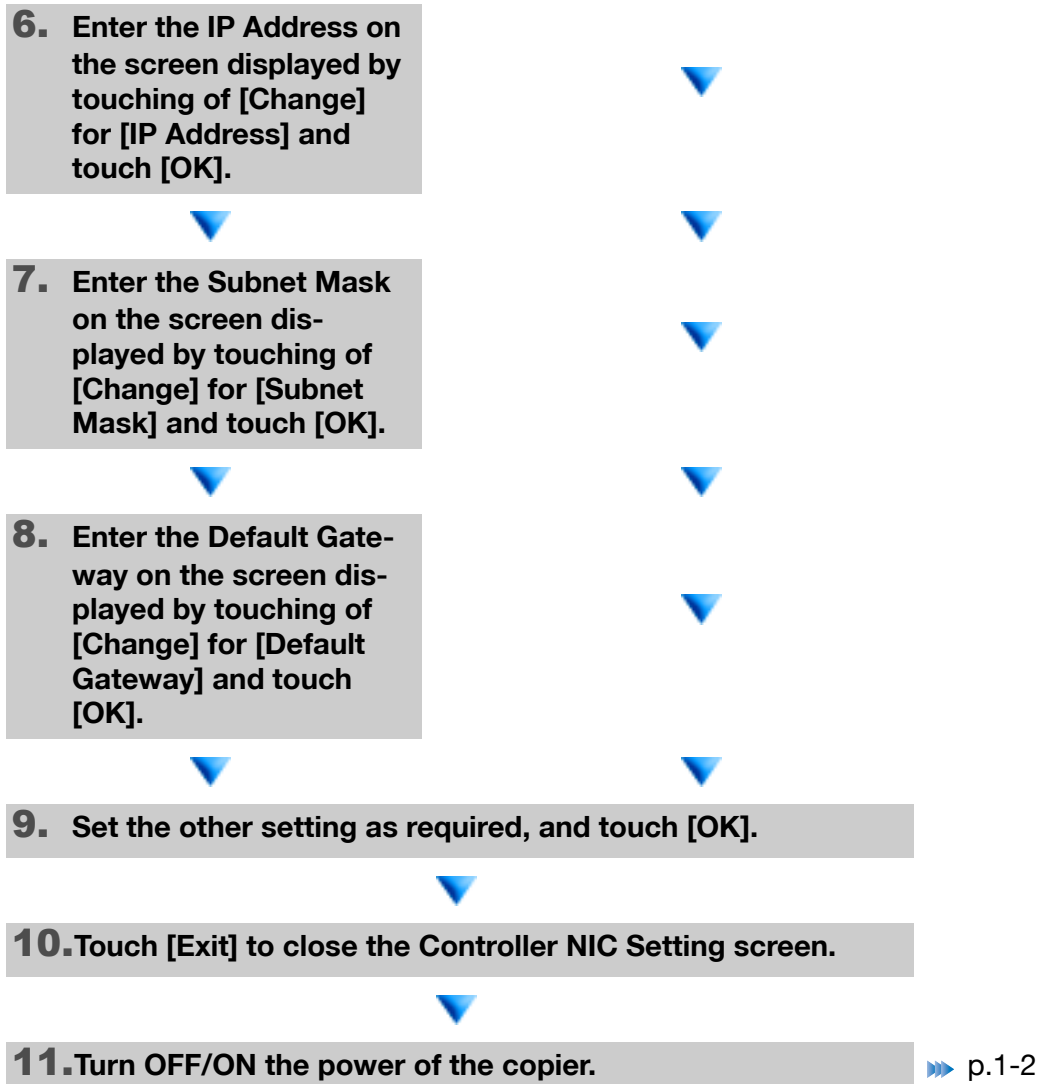 6. Enter the IP Address on
the screen displayed by
touching of [Change]
for [IP Address] and
touch [OK].
7. Enter the Subnet Mask
on the screen dis-
played by touching of
[Change] for [Subnet
Mask] and touch [OK].
8. Enter the Default Gate-
way on the screen dis-
played by touching of
[Change] for [Default
Gateway] and touch
[OK].
9. Set the other setting as required, and touch [OK].
10.Touch [Exit] to close the Controller NIC Setting screen.
11.Turn OFF/ON the power of the copier. p.1-2